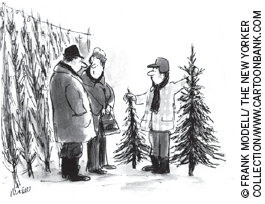 © FRANK MODELL/ THE NEW YORKER
COLLECTION/WWW.CARTOONBANK.COM